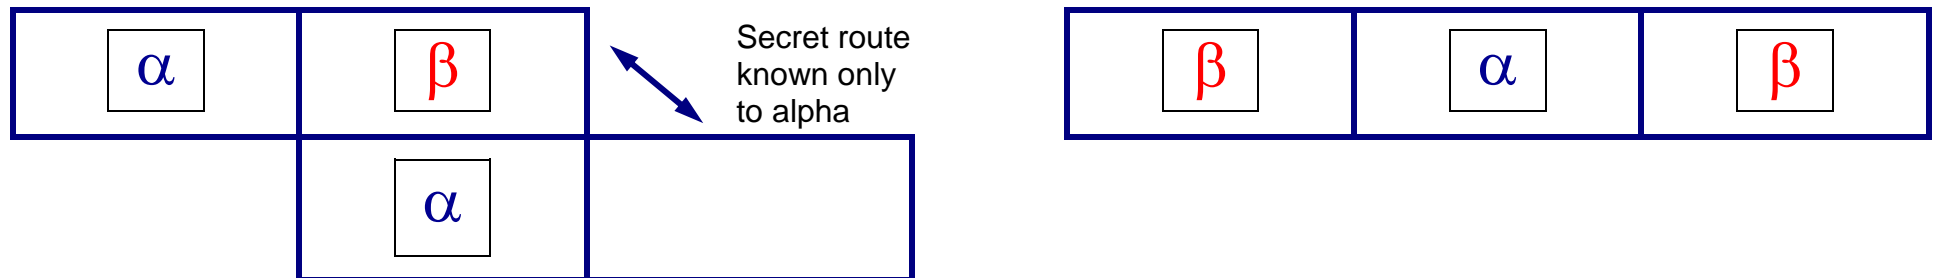 α β
Secret route
known only
to alpha
α
β α β